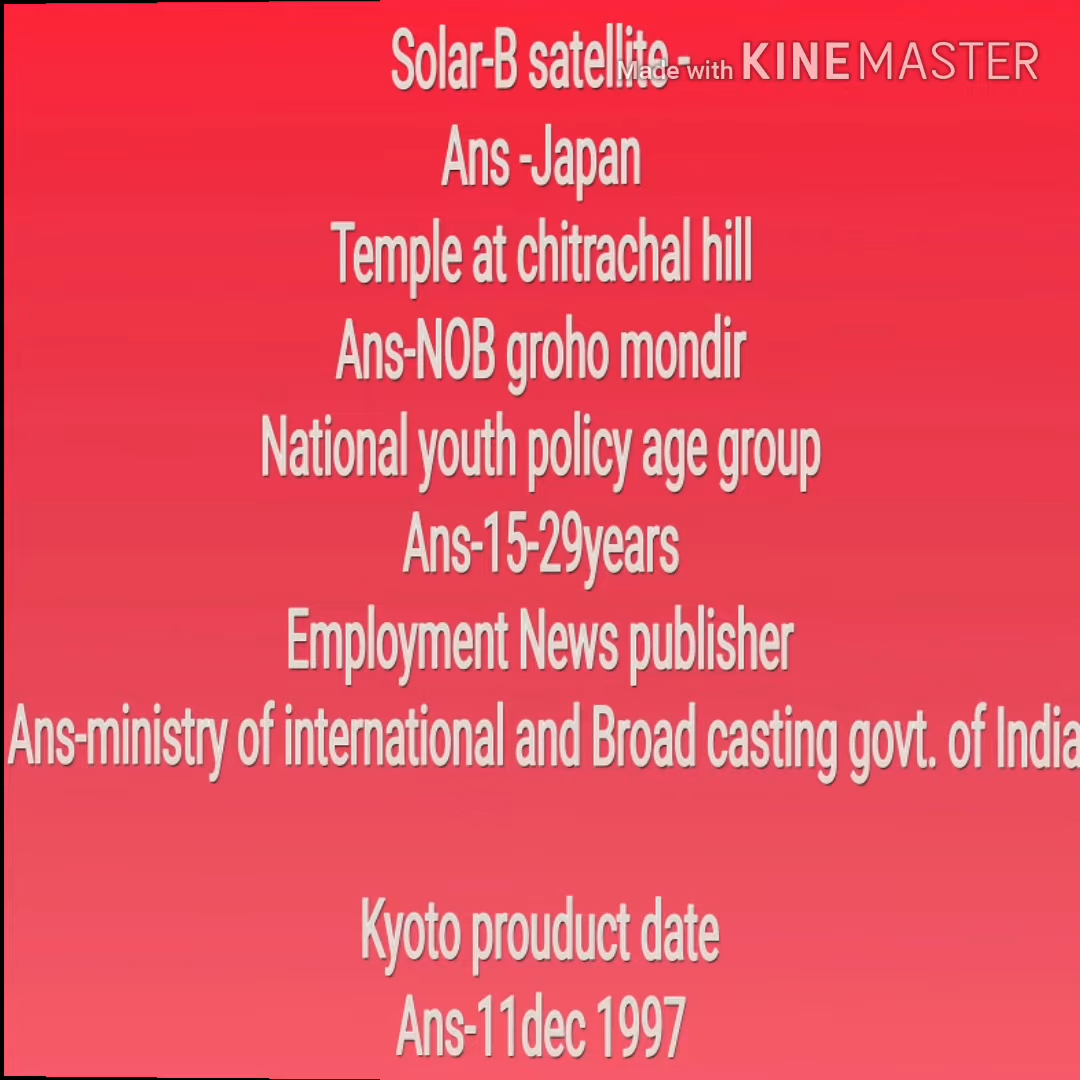 Solar-B satellite -
Made with KINEMASTER
Ans -Japan
Temple at chitrachal hill
Ans-NOB groho mondir
National youth policy age group
Ans-15-29years
Employment News publisher
Ans-ministry of international and Broad casting govt. of India
Kyoto prouduct date
Ans-11dec 1997